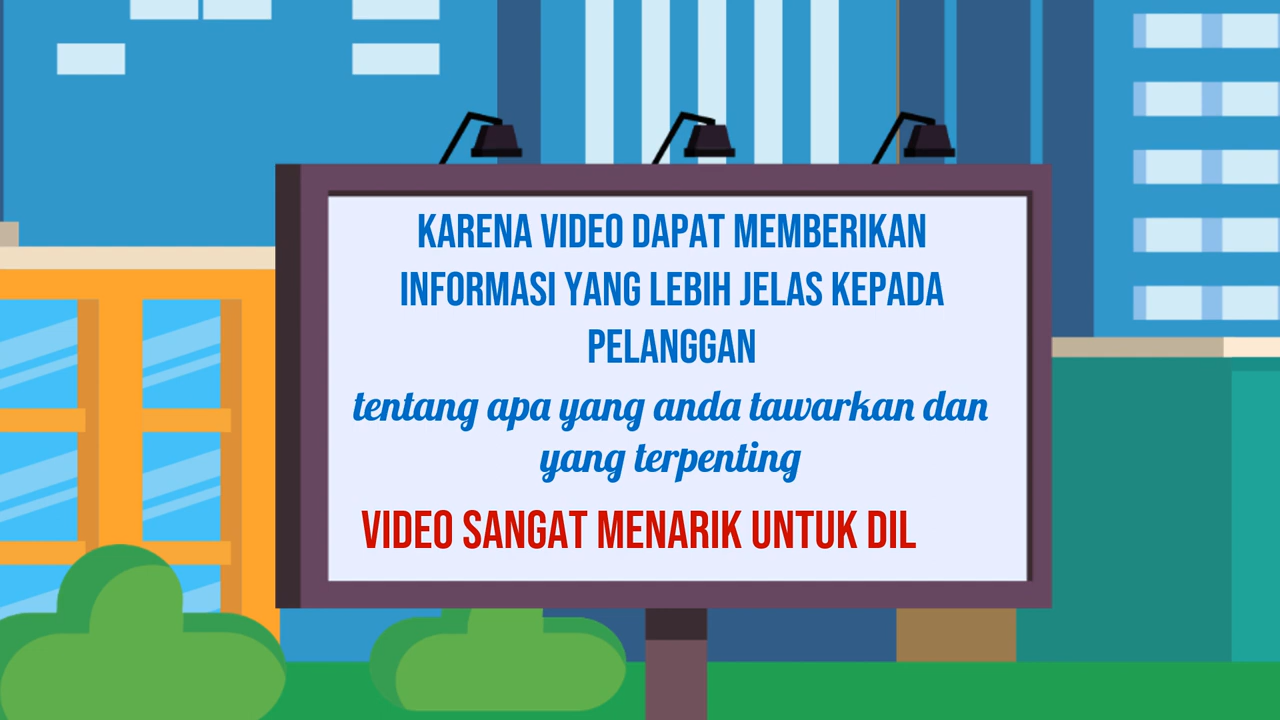 KARENA VIDEO DAPAT MEMBERIKAN
INFORMASI YANG LEBIH JELAS KEPADA
PELANGGAN
tentang apa yang anda tawarkan dan
yang terpenting
VIDEO SANGAT MENARIK UNTUK DIL